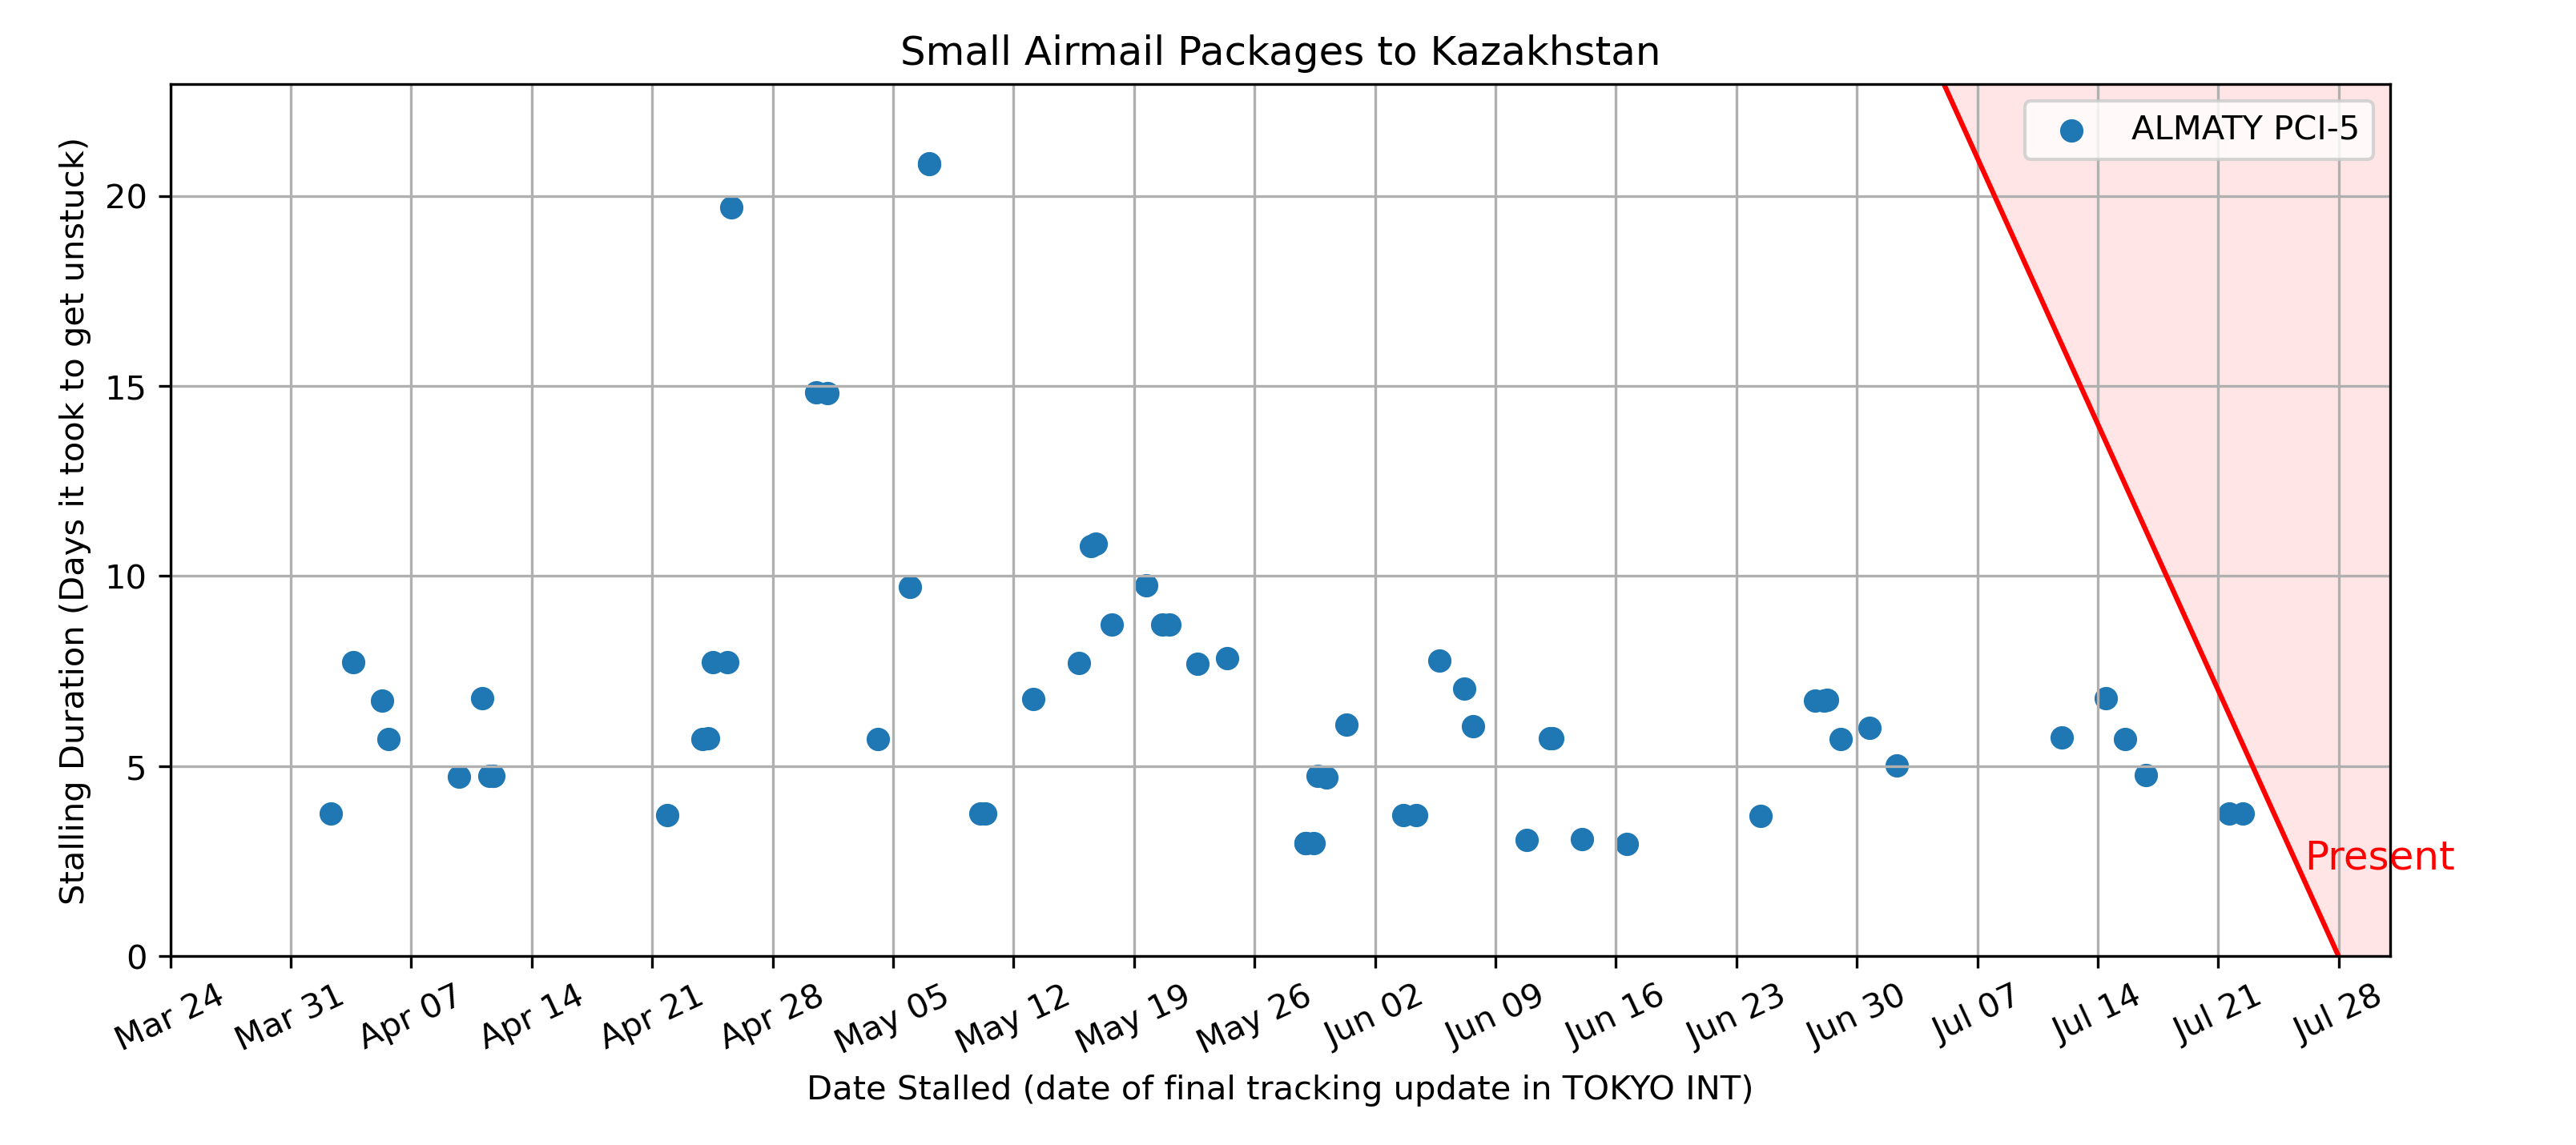 Small Airmail Packages to Kazakhstan
ALMATY PCI-5
Stalling Duration (Days it took to get unstuck)
20
15
10
5
0
Present
Mar 24
Mar 31
Apr 07
Apr 14
Apr 21
Apr 28
May 05
May 12
May 19
May 26
Jun 02
Jun 09
Jun 16
Jun 23
Jun 30
Jul 07
Jul 14
Jul 21
Jul 28
Date Stalled (date of final tracking update in TOKYO INT)